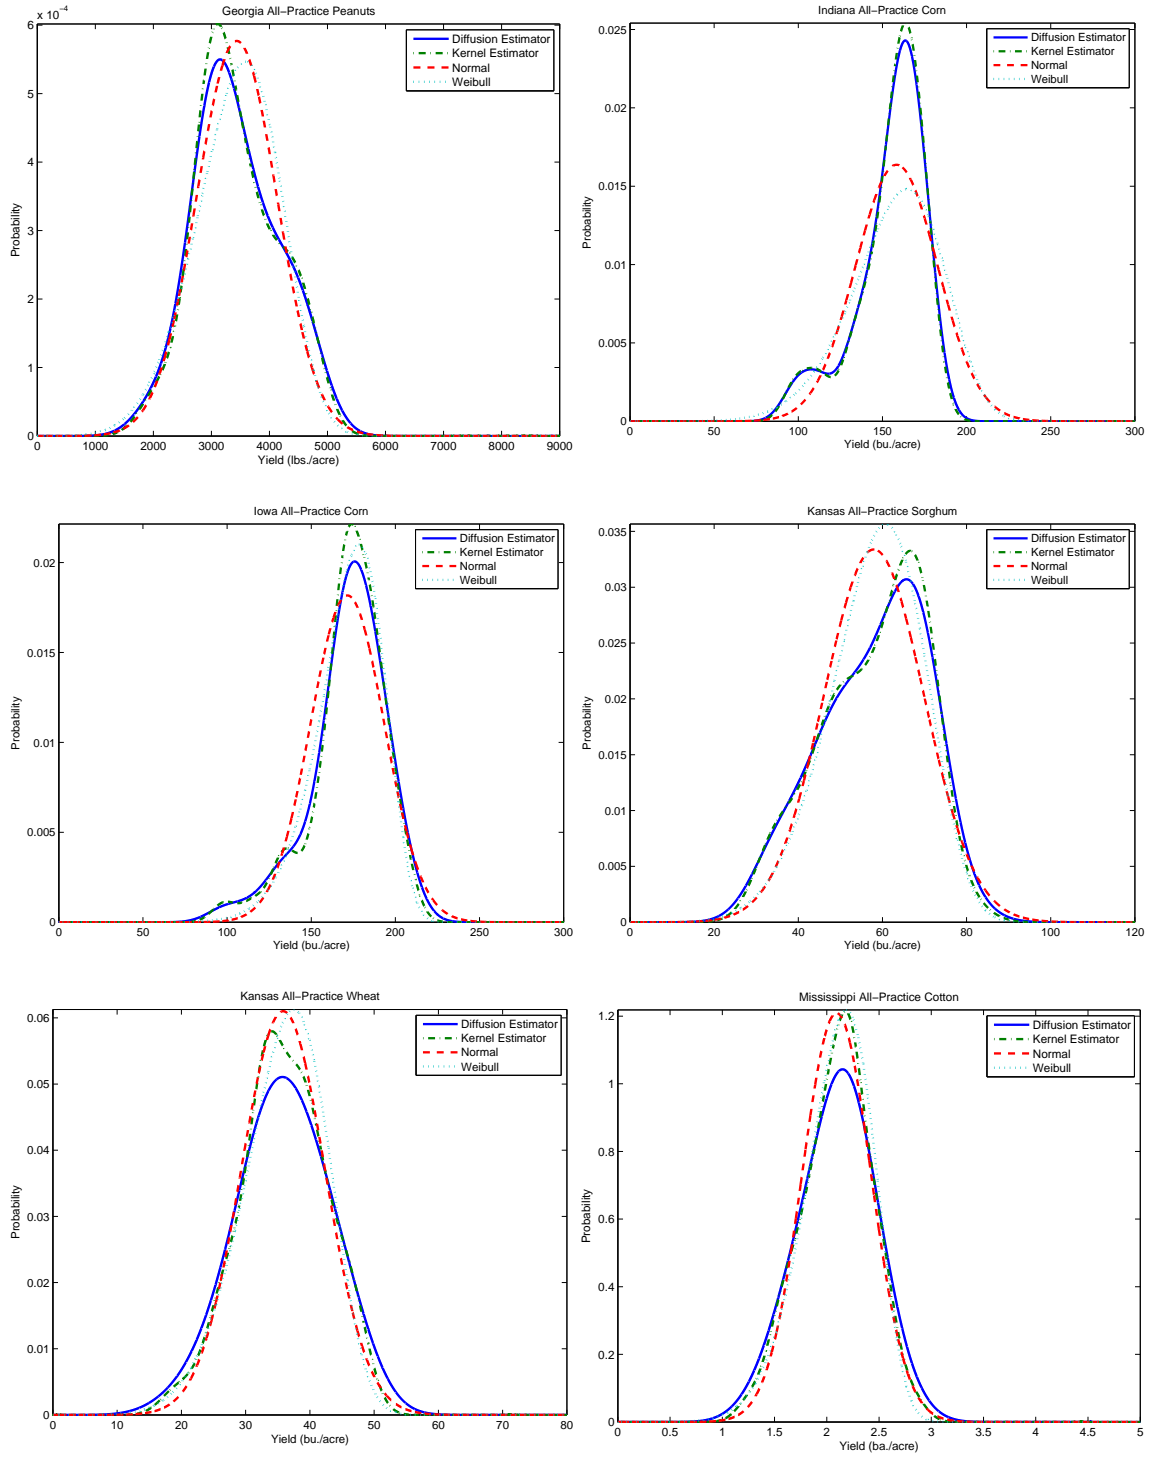 Georgia All−Practice Peanuts
x 10−4
6
5
4
3
2
1
0
Probability
0 1000 2000 3000 4000 5000 6000 7000 8000 9000
Yield (lbs./acre)
Diffusion Estimator
Kernel Estimator
Normal
Weibull
Indiana All−Practice Corn
0.025
0.02
0.015
0.01
0.005
0
Probability
0 50 100 150 200 250 300
Yield (bu./acre)
Diffusion Estimator
Kernel Estimator
Normal
Weibull
Iowa All−Practice Corn
0.02
0.015
0.01
0.005
0
Probability
0 50 100 150 200 250 300
Yield (bu./acre)
Diffusion Estimator
Kernel Estimator
Normal
Weibull
Kansas All−Practice Sorghum
0.035
0.03
0.025
0.02
0.015
0.01
0.005
0
Probability
0 20 40 60 80 100 120
Yield (bu./acre)
Diffusion Estimator
Kernel Estimator
Normal
Weibull
Kansas All−Practice Wheat
0.06
0.05
0.04
0.03
0.02
0.01
0
Probability
0 10 20 30 40 50 60 70 80
Yield (bu./acre)
Diffusion Estimator
Kernel Estimator
Normal
Weibull
Mississippi All−Practice Cotton
1.2
1
0.8
0.6
0.4
0.2
0
Probability
0 0.5 1 1.5 2 2.5 3 3.5 4 4.5 5
Yield (ba./acre)
Diffusion Estimator
Kernel Estimator
Normal
Weibull